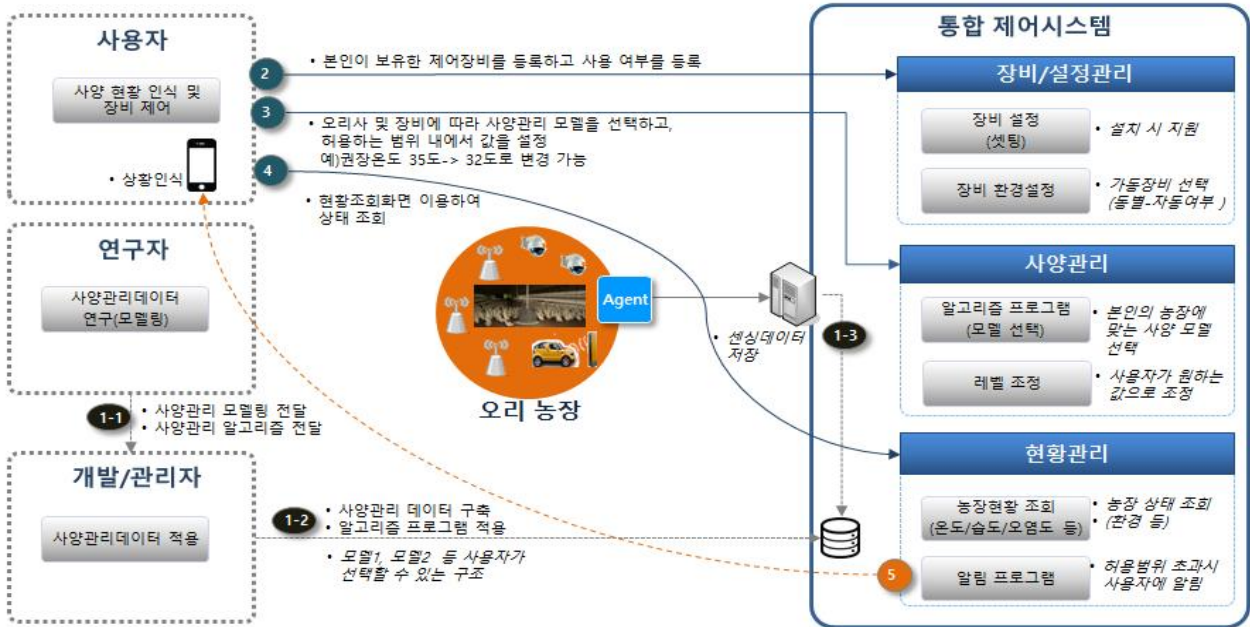 사용자
사양 현황 인식 및
장비 제어
• 상황인식
2
• 본인이 보유한 제어장비를 등록하고 사용 여부를 등록
3
• 오리사 및 장비에 따라 사양관리 모델을 선택하고,
허용하는 범위 내에서 값을 설정
예)권장온도 35도-> 32도로 변경 가능
4
• 현황조회화면 이용하여
상태 조회
연구자
사양관리데이터
연구(모델링)
1-1
• 사양관리 모델링 전달
• 사양관리 알고리즘 전달
개발/관리자
사양관리데이터 적용
1-2
• 사양관리 데이터 구축
• 알고리즘 프로그램 적용
• 모델1, 모델2 등 사용자가
선택할 수 있는 구조
Agent
오리 농장
• 센싱데이터
저장
1-3
통합 제어시스템
장비/설정관리
장비 설정
(셋팅)
• 설치 시 지원
장비 환경설정
• 가동장비 선택
(동별-자동여부 )
사양관리
알고리즘 프로그램
(모델 선택)
• 본인의 농장에
맞는 사양 모델
선택
레벨 조정
• 사용자가 원하는
값으로 조정
현황관리
농장현황 조회
(온도/습도/오염도 등)
• 농장 상태 조회
• (환경 등)
5
알림 프로그램
• 허용범위 초과시
사용자에 알림